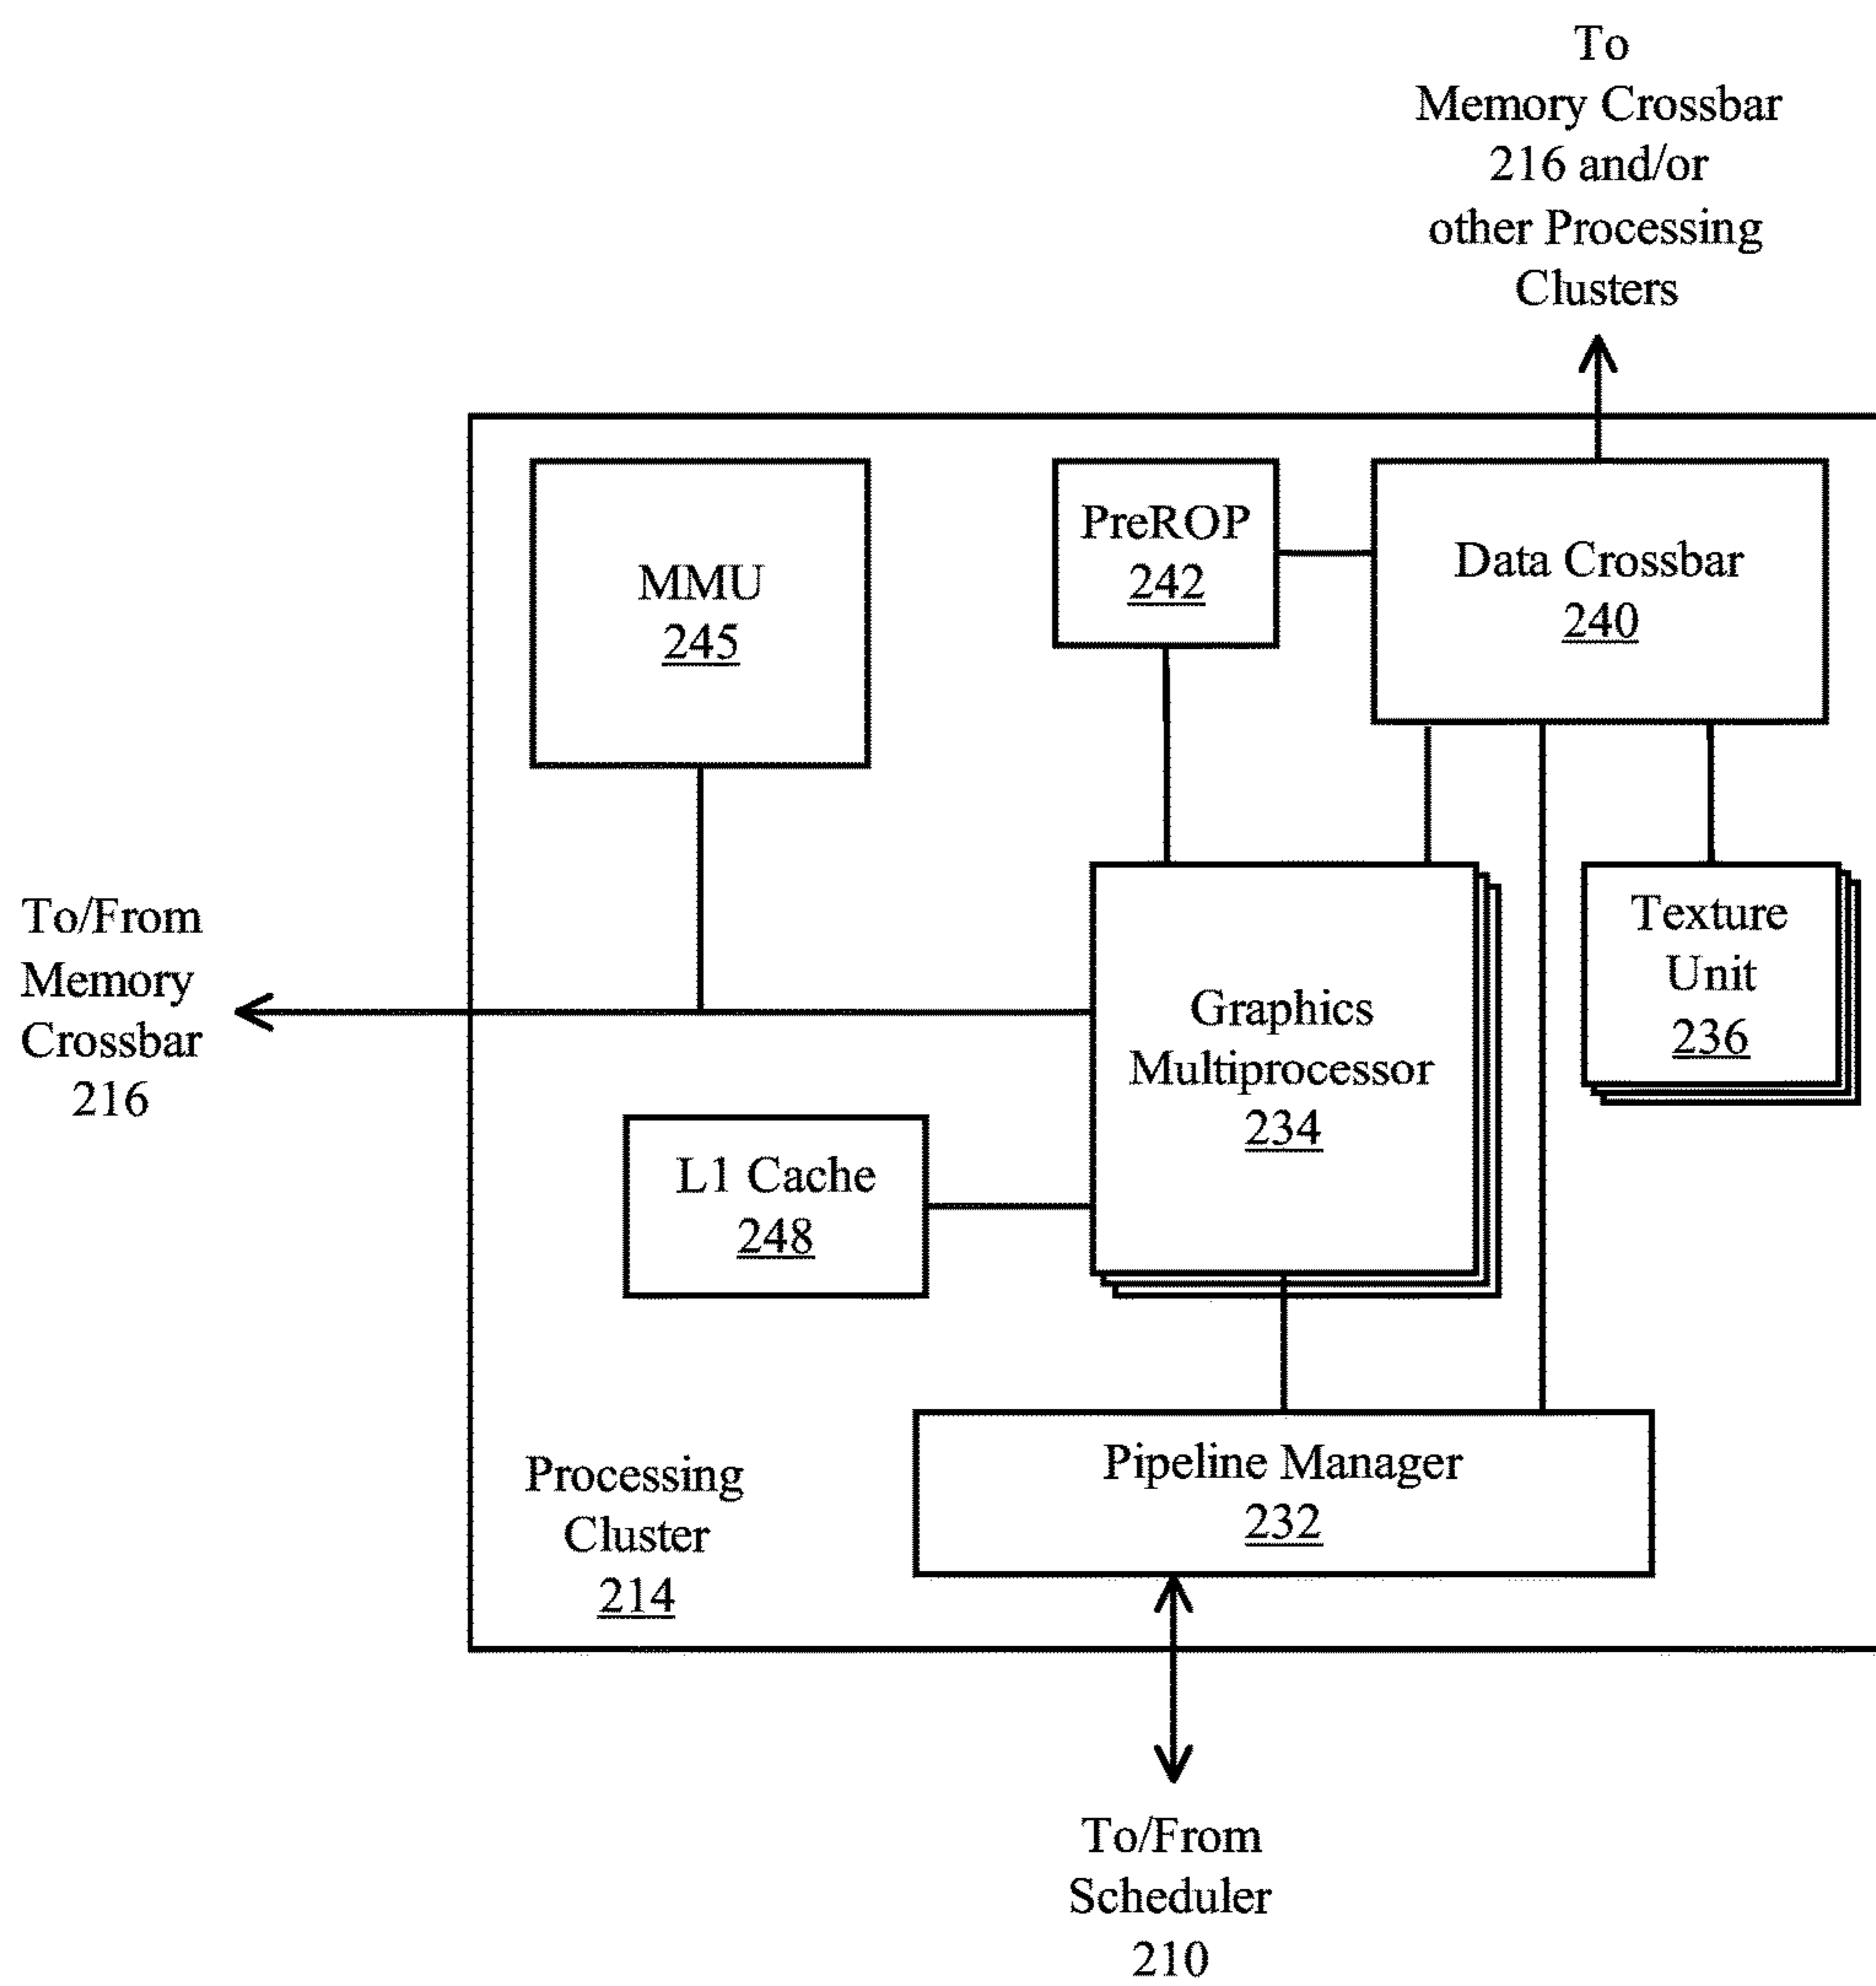 To
Memory Crossbar
216 and/or
other Processing
Clusters
MMU
245
PreROP
242
Data Crossbar
240
To/From
Memory
Crossbar
216
Graphics
Multiprocessor
234
Texture
Unit
236
L1 Cache
248
Processing
Cluster
214
Pipeline Manager
232
To/From
Scheduler
210